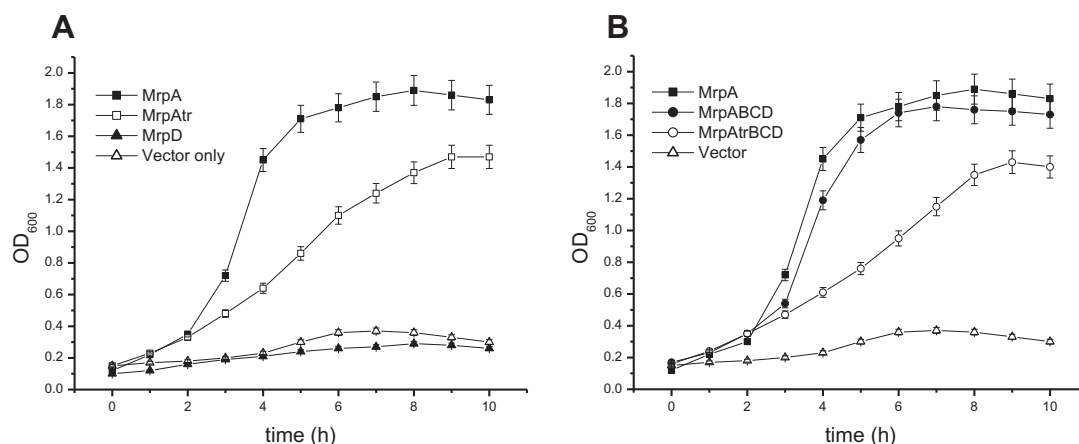 A
MrpA
MrpAtr
MrpD
Vector only
OD600
2.0
1.8
1.6
1.4
1.2
1.0
0.8
0.6
0.4
0.2
0.0
0 2 4 6 8 10
time (h)
B
MrpA
MrpABCD
MrpAtrBCD
Vector
OD600
2.0
1.8
1.6
1.4
1.2
1.0
0.8
0.6
0.4
0.2
0.0
0 2 4 6 8 10
time (h)